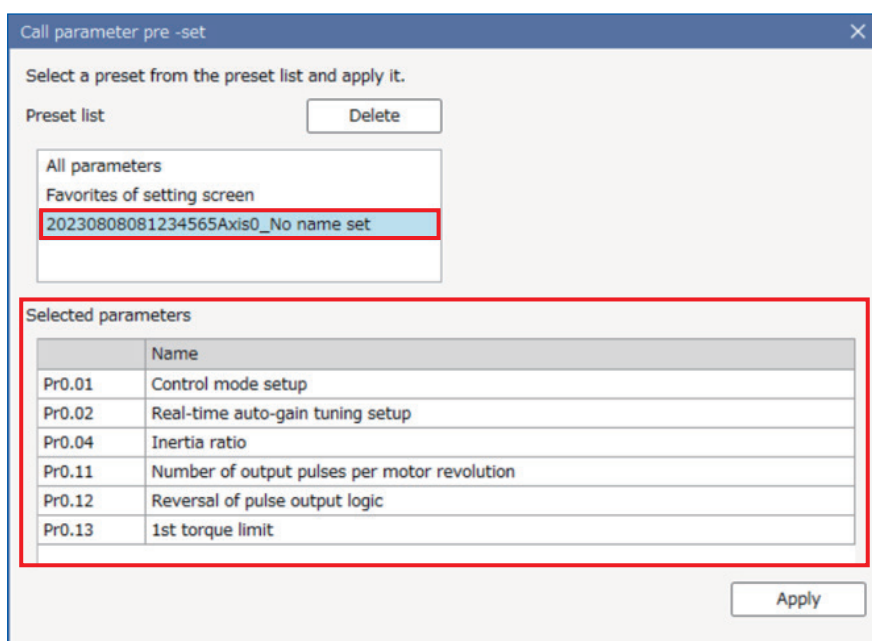 Call parameter pre -set
Select a preset from the preset list and apply it.
Preset list
Delete
All parameters
Favorites of setting screen
20230808081234565Axis0_No name set
Selected parameters
Name
Pr0.01 Control mode setup
Pr0.02 Real-time auto-gain tuning setup
Pr0.04 Inertia ratio
Pr0.11 Number of output pulses per motor revolution
Pr0.12 Reversal of pulse output logic
Pr0.13 1st torque limit
Apply